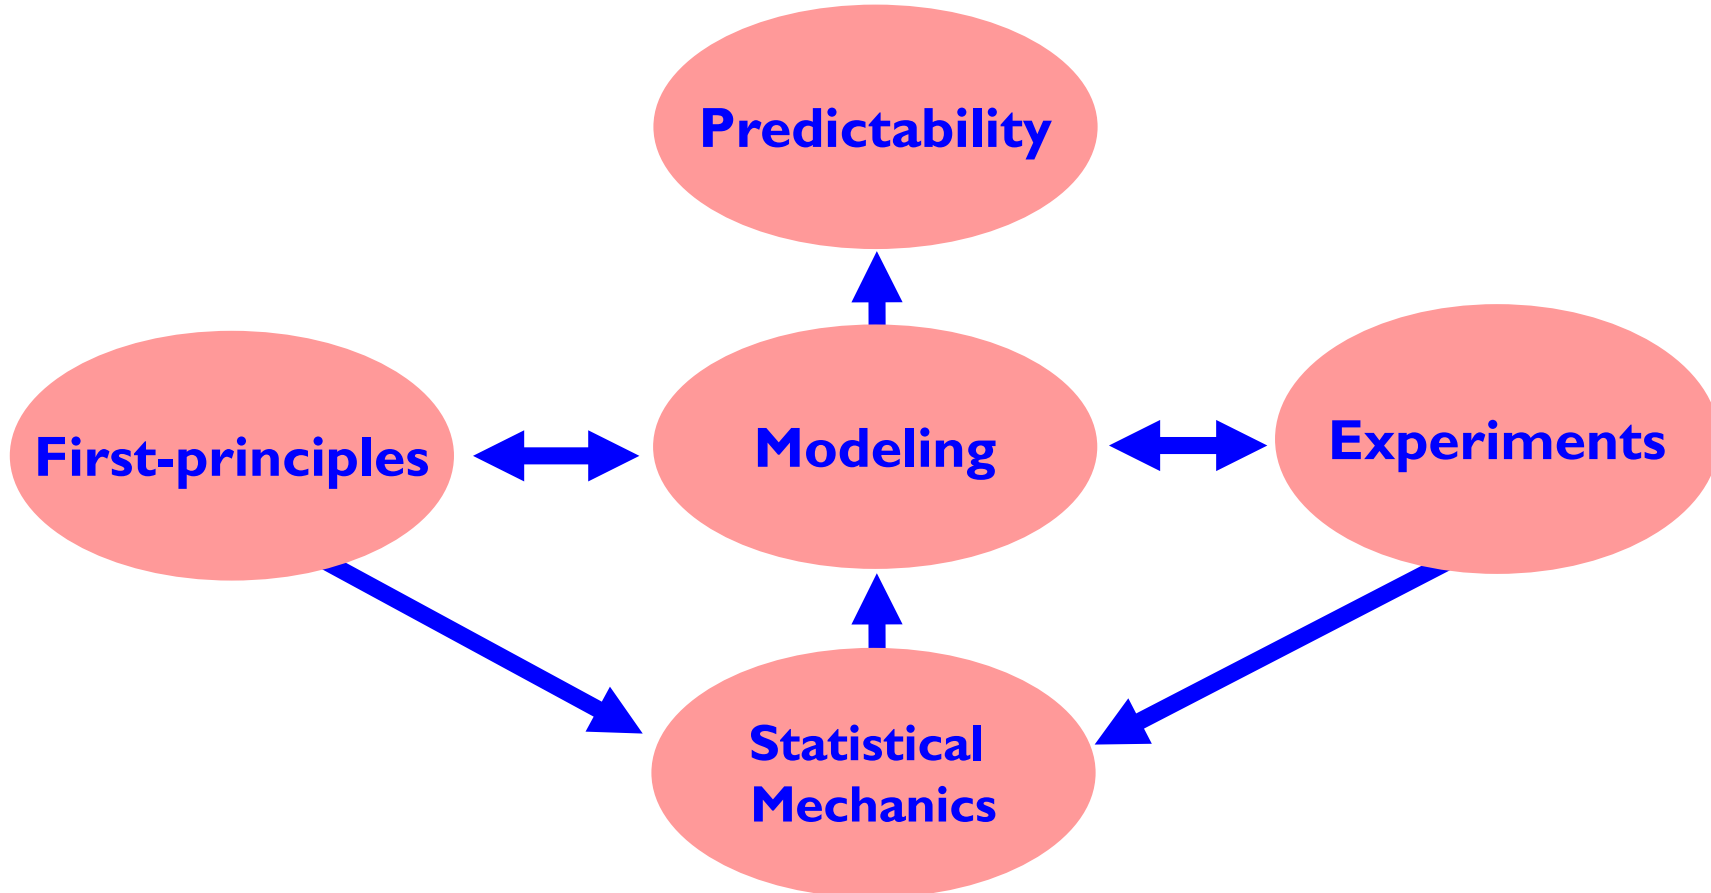 Predictability
First-principles
Modeling
Experiments
Statistical
Mechanics